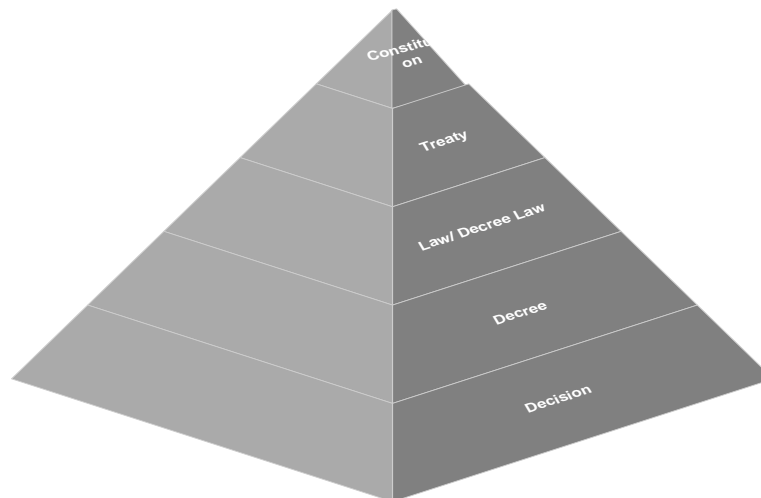 Constitu
on
Treaty
Law/ Decree Law
Decree
Decision